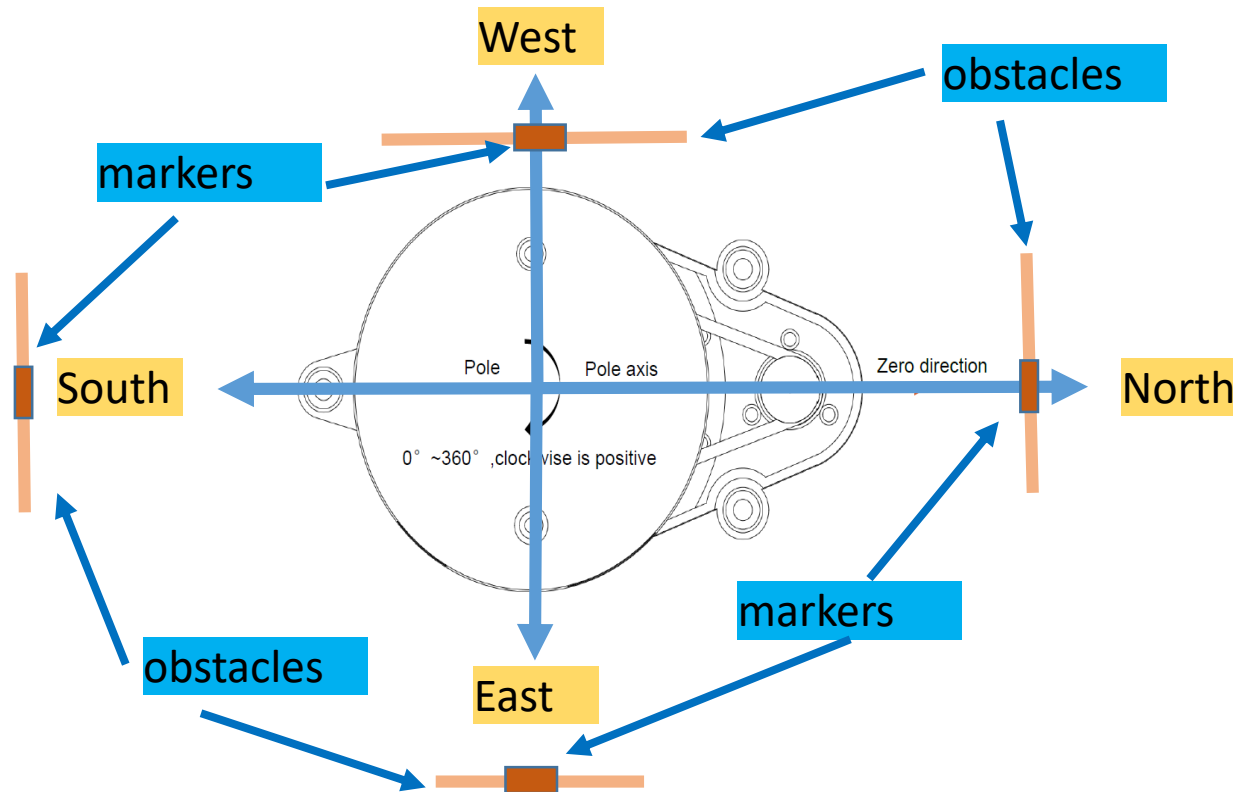 West
obstacles
markers
Pole
Pole axis
Zero direction
South
North
0° ~360° ,clockwise is positive
markers
obstacles
East